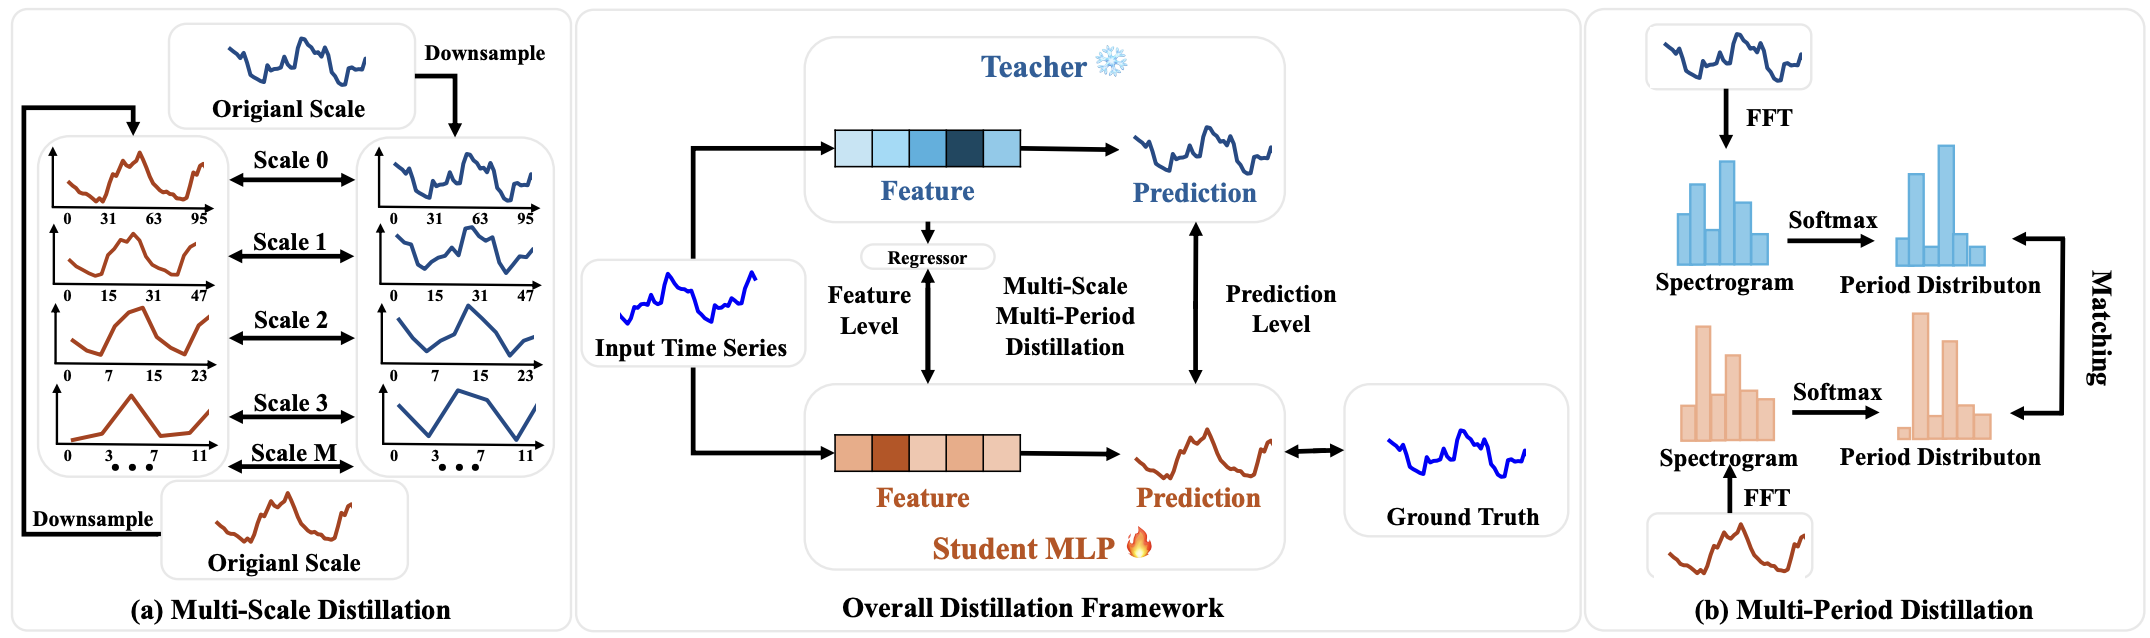 Origianl Scale
Downsample
Scale 0
0 31 63 95
0 31 63 95
Scale 1
0 15 31 47
0 15 31 47
Scale 2
0 7 15 23
0 7 15 23
Scale 3
0 3 7 11
0 3 7 11
Scale M
Downsample
Origianl Scale
(a) Multi-Scale Distillation
Teacher
Feature
Prediction
Regressor
Feature
Level
Multi-Scale
Multi-Period
Distillation
Prediction
Level
Input Time Series
Feature
Prediction
Student MLP
Ground Truth
Overall Distillation Framework
FFT
Softmax
Spectrogram
Period Distributon
Matching
Softmax
Spectrogram
Period Distributon
FFT
(b) Multi-Period Distillation